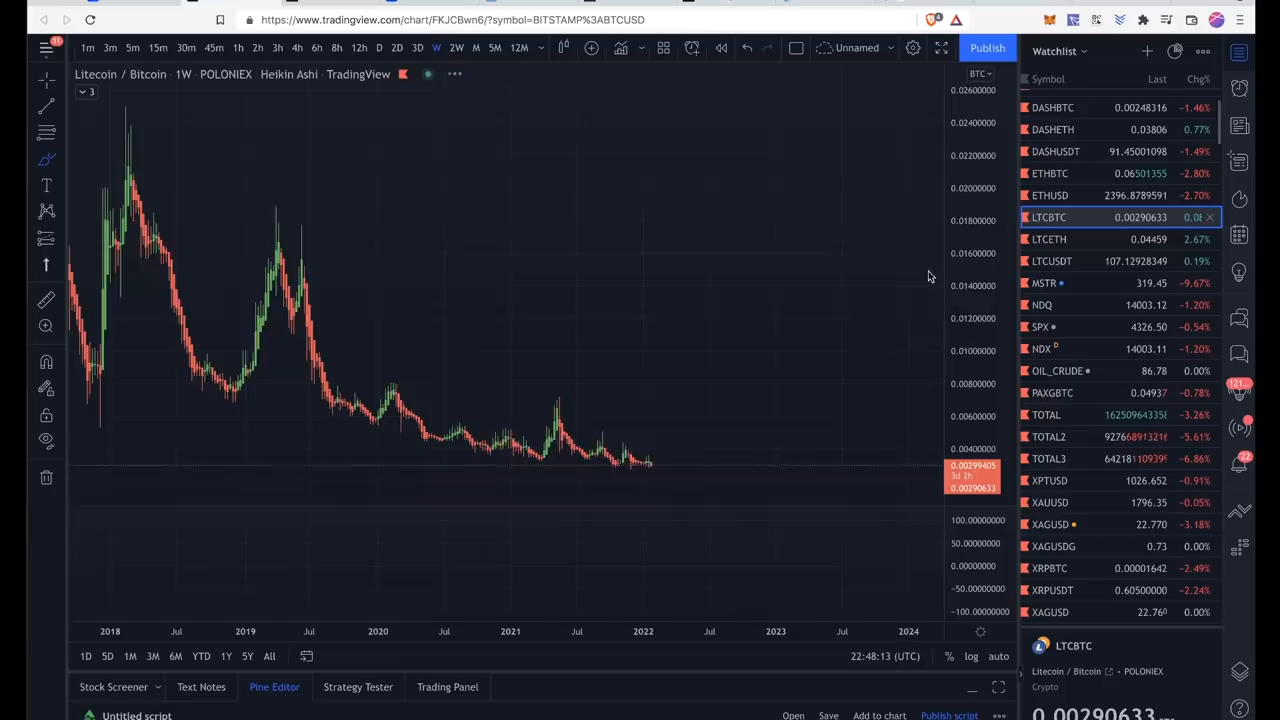 https://www.tradingview.com/chart/FKJCBwn6/?symbol=BITSTAMP%3ABTCUSD
4
11
1m 3m 5m 15m 30m 45m 1h 2h 3h 4h 6h 8h 12h D 2D 3D W 2W M 5M 12M
Unnamed
Publish
Watchlist
Litecoin / Bitcoin · 1W · POLONIEX Heikin Ashi · TradingView
BTC
3
Symbol Last Chg%
DASHBTC 0.00248316 −1.46%
DASHETH 0.03806 0.77%
DASHUSDT 91.45001098 −1.49%
ETHBTC 0.06501355 −2.80%
ETHUSD 2396.8789591 −2.70%
LTCBTC 0.00290633
LTCETH 0.04459 2.67%
LTCUSDT 107.12928349 0.19%
MSTR 319.45 −9.67%
NDQ 14003.12 −1.20%
SPX 4326.50 −0.54%
NDX D 14003.11 −1.20%
OIL_CRUDE 86.78 0.00%
PAXGBTC 0.04937 −0.78%
TOTAL 16250964335 −3.26%
TOTAL2 −5.61%
TOTAL3 −6.86%
XPTUSD 1026.652 −0.91%
XAUUSD 1796.35 −0.05%
XAGUSD 22.770 −3.18%
XAGUSDG 0.73 0.00%
XRPBTC 0.00001642 −2.49%
XRPUSDT 0.60500000 −2.24%
XAGUSD 22.760 0.00%
0.02600000
0.02400000
0.02200000
0.02000000
0.01800000
0.01600000
0.01400000
0.01200000
0.01000000
0.00800000
0.00600000
0.00400000
0.00299405
3d 2h
0.00290633
100.00000000
50.00000000
0.00000000
−50.00000000
−100.00000000
121
22
2018 Jul 2019 Jul 2020 Jul 2021 Jul 2022 Jul 2023 Jul 2024
1D 5D 1M 3M 6M YTD 1Y 5Y All
22:48:13 (UTC) % log auto
Stock Screener Text Notes Pine Editor Strategy Tester Trading Panel
Untitled script Open Save Add to chart Publish script
LTCBTC
Litecoin / Bitcoin · POLONIEX
Crypto
0.00290633